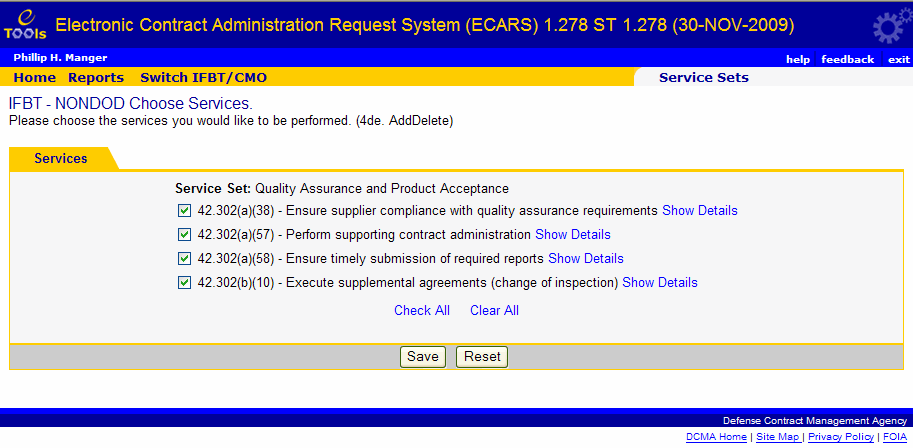 e
TOOls Electronic Contract Administration Request System (ECARS) 1.278 ST 1.278 (30-NOV-2009)
Phillip H. Manger
help | feedback exit
Home Reports Switch IFBT/CMO Service Sets
IFBT - NONDOD Choose Services.
Please choose the services you would like to be performed. (4de. AddDelete)
Services
Service Set: Quality Assurance and Product Acceptance
42.302(a)(38) - Ensure supplier compliance with quality assurance requirements Show Details
42.302(a)(57) - Perform supporting contract administration Show Details
42.302(a)(58) - Ensure timely submission of required reports Show Details
42.302(b)(10) - Execute supplemental agreements (change of inspection) Show Details
Check All Clear All
Save Reset
Defense Contract Management Agency
DCMA Home | Site Map | Privacy Policy | FOIA